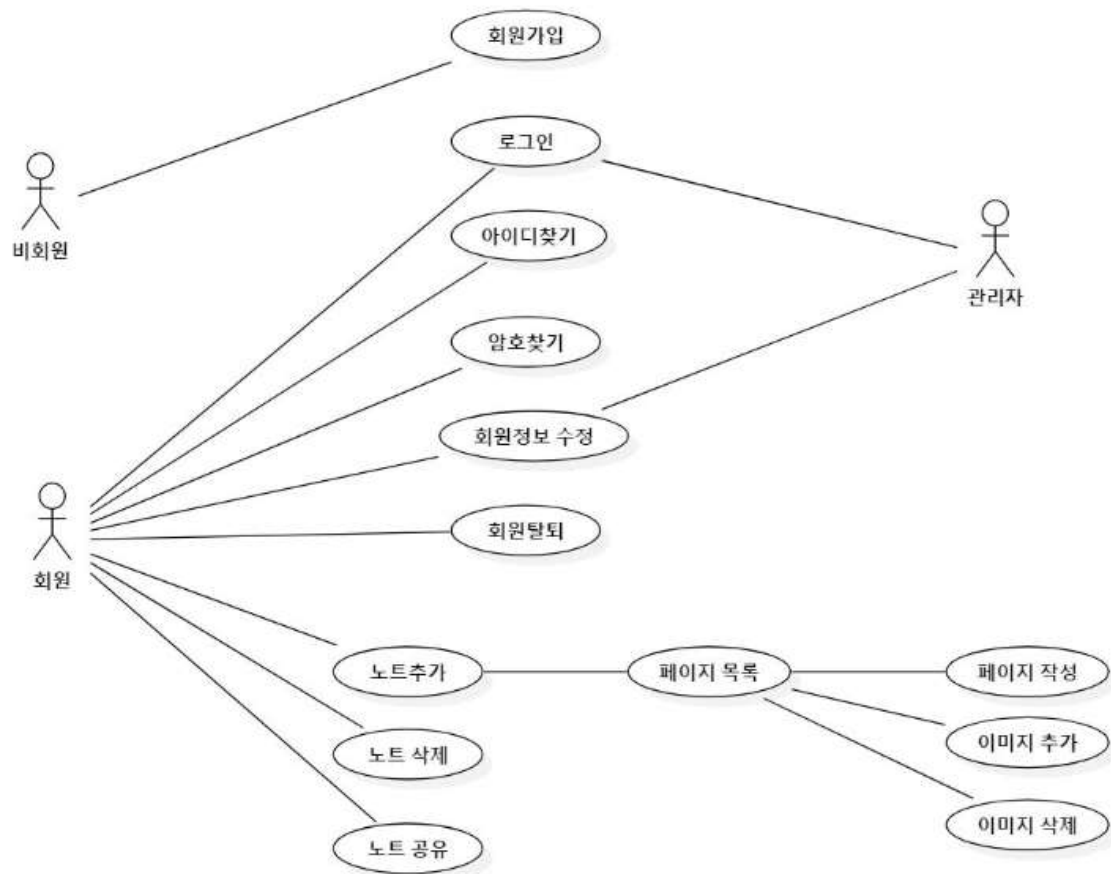 회원가입
로그인
비회원
아이디찾기
관리자
암호찾기
회원정보 수정
회원탈퇴
회원
노트추가
페이지 목록
페이지 작성
이미지 추가
노트 삭제
이미지 삭제
노트 공유